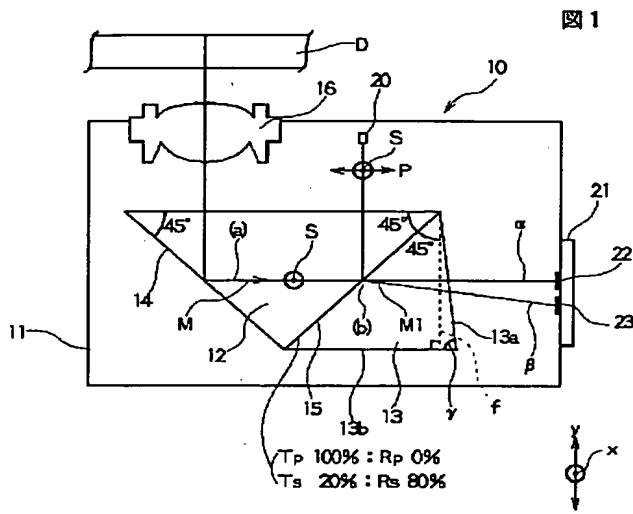 図1
D
16
10
20
S
P
21
45°
45°
45°
(a)
S
α
22
14
M
12
(b)
M1
13a
β
23
11
15
13b
13
γ
f
Tp 100% : Rp 0%
Ts 20% : Rs 80%
y
x